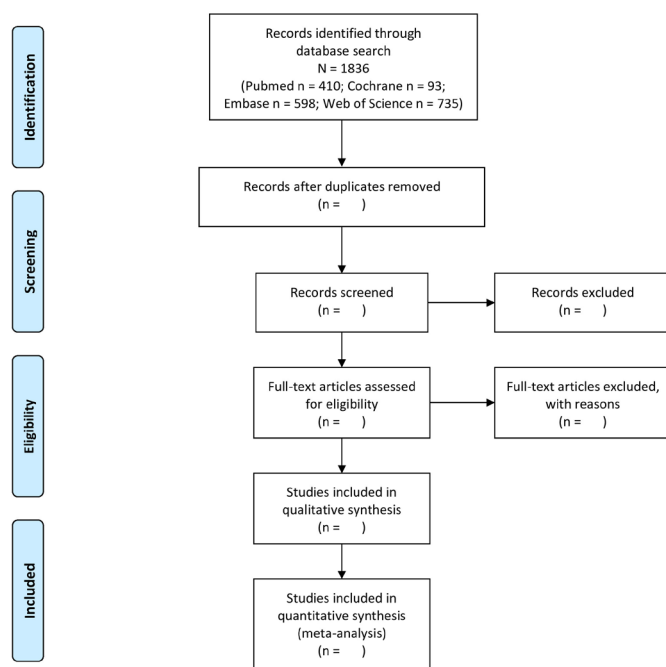 Identification
Records identified through
database search
N = 1836
(Pubmed n = 410; Cochrane n = 93;
Embase n = 598; Web of Science n = 735)
Records after duplicates removed
(n = )
Screening
Records screened
(n = )
Records excluded
(n = )
Eligibility
Full-text articles assessed
for eligibility
(n = )
Full-text articles excluded,
with reasons
(n = )
Studies included in
qualitative synthesis
(n = )
Included
Studies included in
quantitative synthesis
(meta-analysis)
(n = )